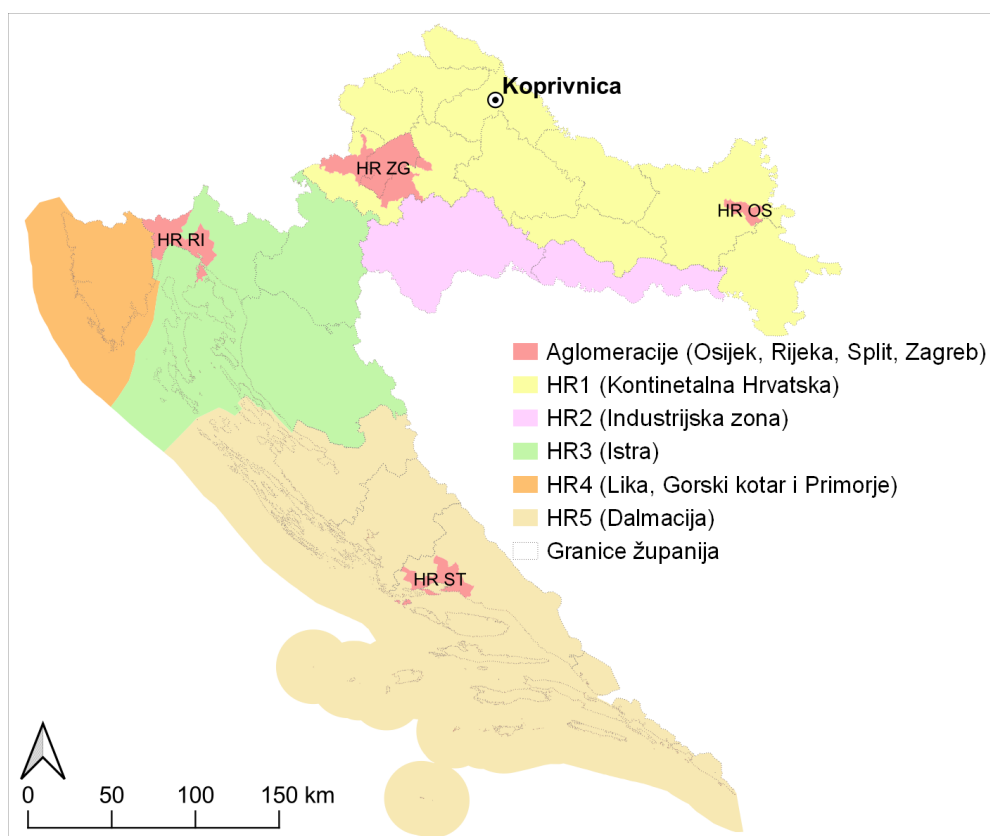 Koprivnica
HR ZG
HR OS
HR RI
Aglomeracije (Osijek, Rijeka, Split, Zagreb)
HR1 (Kontinetalna Hrvatska)
HR2 (Industrijska zona)
HR3 (Istra)
HR4 (Lika, Gorski kotar i Primorje)
HR5 (Dalmacija)
Granice županija
HR ST
0 50 100 150 km